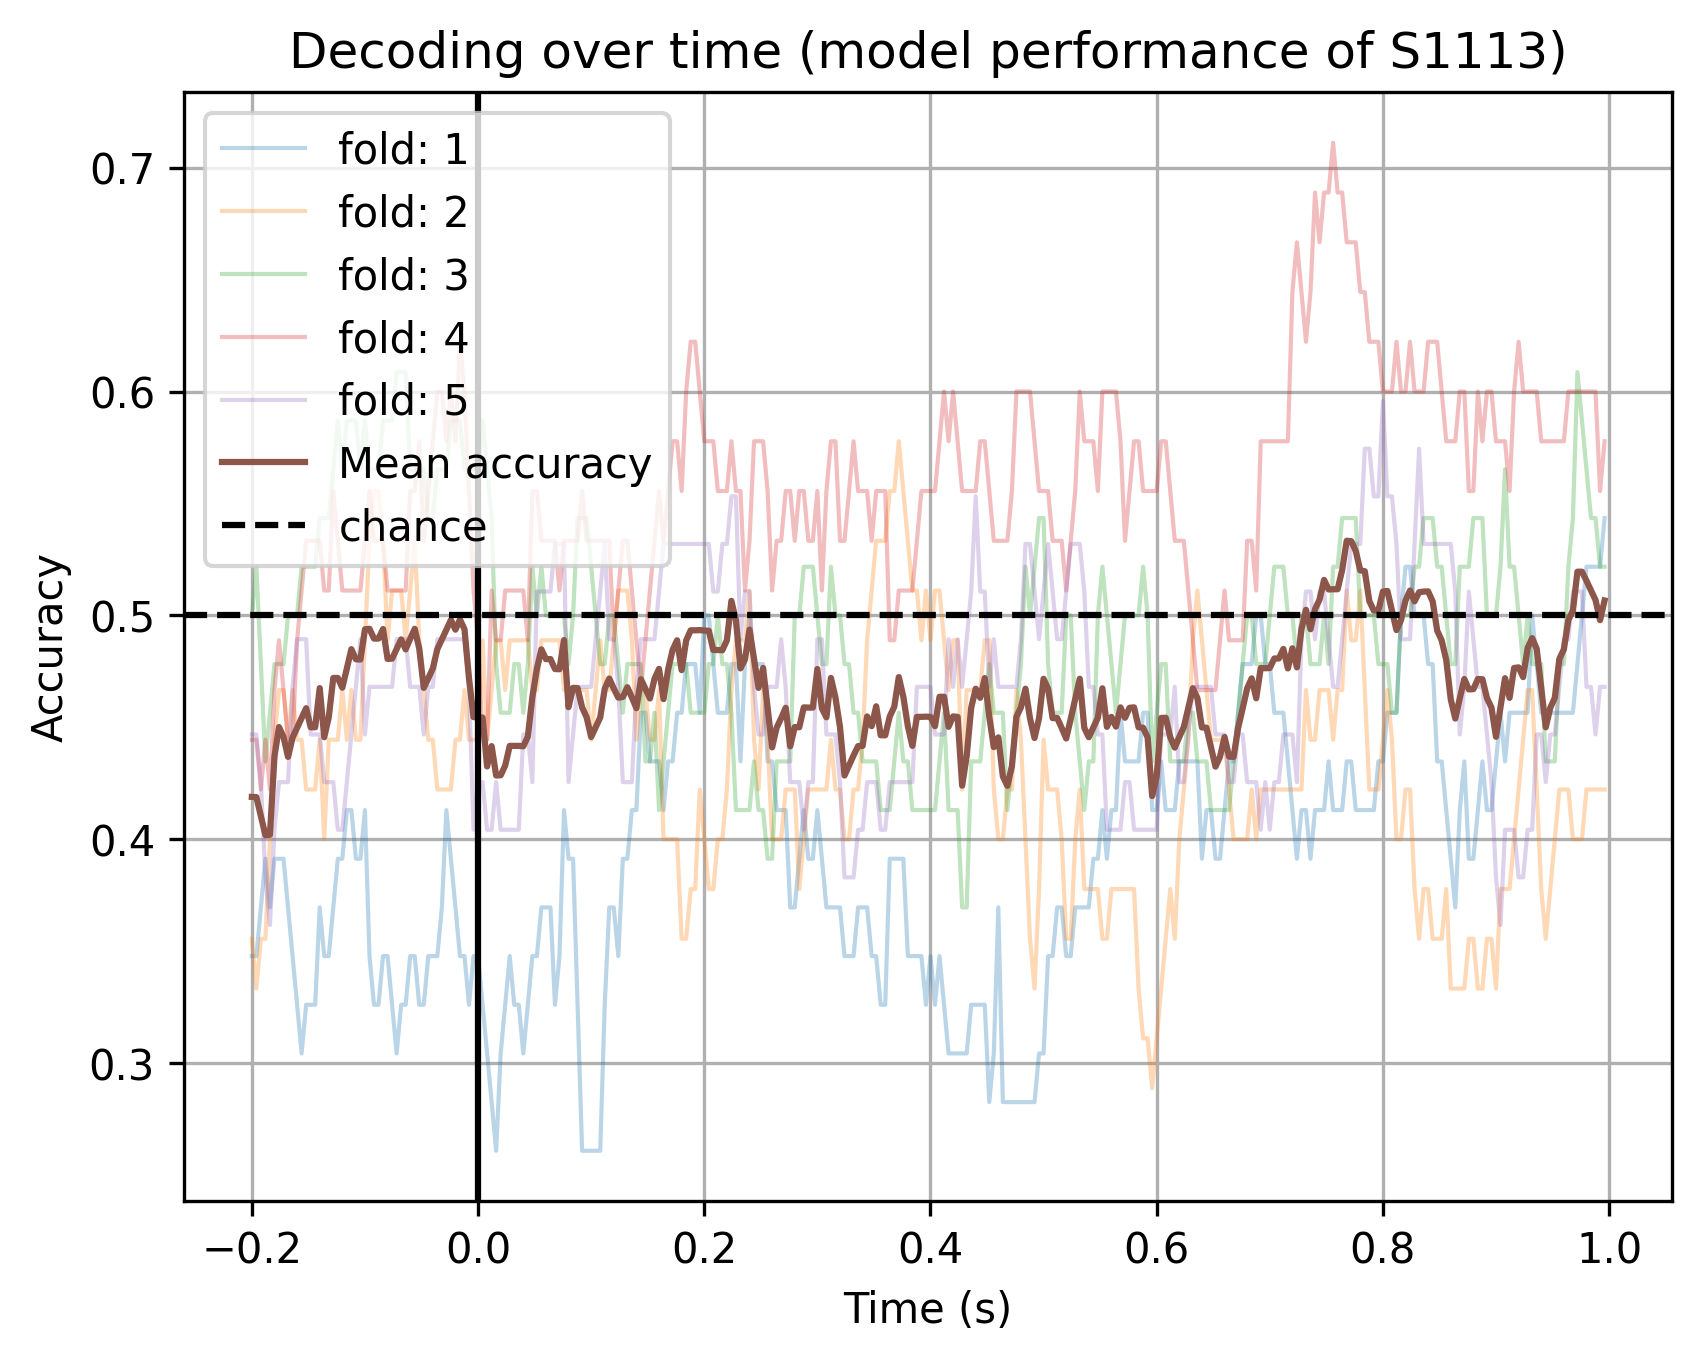 Decoding over time (model performance of S1113)
fold: 1
fold: 2
fold: 3
fold: 4
fold: 5
Mean accuracy
chance
Accuracy
0.7
0.6
0.5
0.4
0.3
−0.2 0.0 0.2 0.4 0.6 0.8 1.0
Time (s)